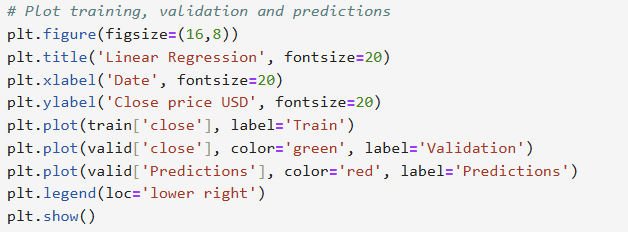 # Plot training, validation and predictions
plt.figure(figsize=(16,8))
plt.title('Linear Regression', fontsize=20)
plt.xlabel('Date', fontsize=20)
plt.ylabel('Close price USD', fontsize=20)
plt.plot(train['close'], label='Train')
plt.plot(valid['close'], color='green', label='Validation')
plt.plot(valid['Predictions'], color='red', label='Predictions')
plt.legend(loc='lower right')
plt.show()